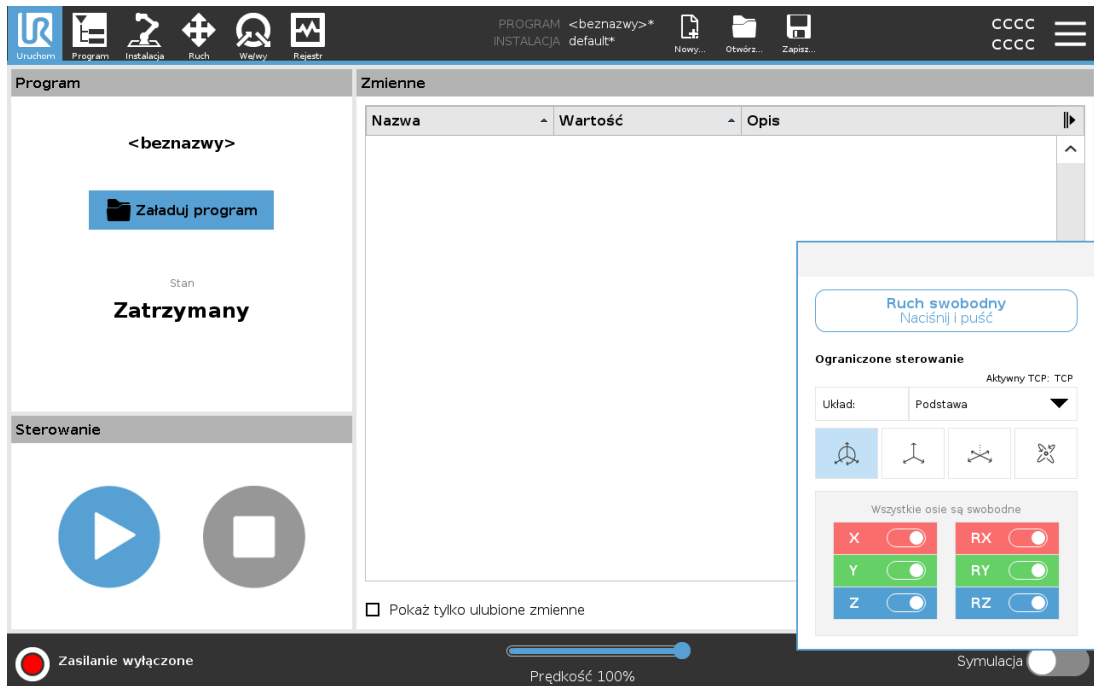 PROGRAM <beznazwy>*
INSTALACJA default*
CCCC
CCCC
UR
Uruchom Program Instalacja Ruch We/wy Rejestr
Nowy... Otwórz... Zapisz...
Program
<beznazwy>
Załaduj program
Stan
Zatrzymany
Sterowanie
Zmienne
Nazwa Wartość Opis
Pokaż tylko ulubione zmienne
Ruch swobodny
Naciśnij i puść
Ograniczone sterowanie
Aktywny TCP: TCP
Układ: Podstawa
Wszystkie osie są swobodne
X RX
Y RY
Z RZ
Zasilanie wyłączone
Prędkość 100%
Symulacja